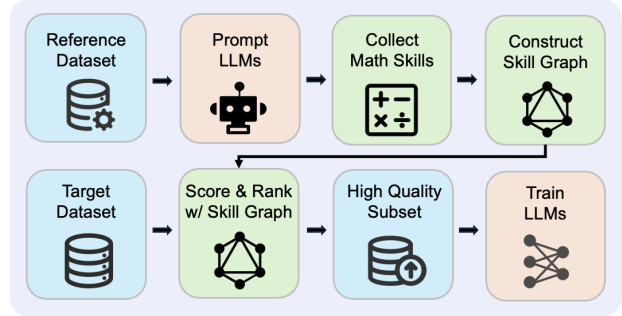 Reference
Dataset
Prompt
LLMs
Collect
Math Skills
Construct
Skill Graph
Target
Dataset
Score & Rank
w/ Skill Graph
High Quality
Subset
Train
LLMs